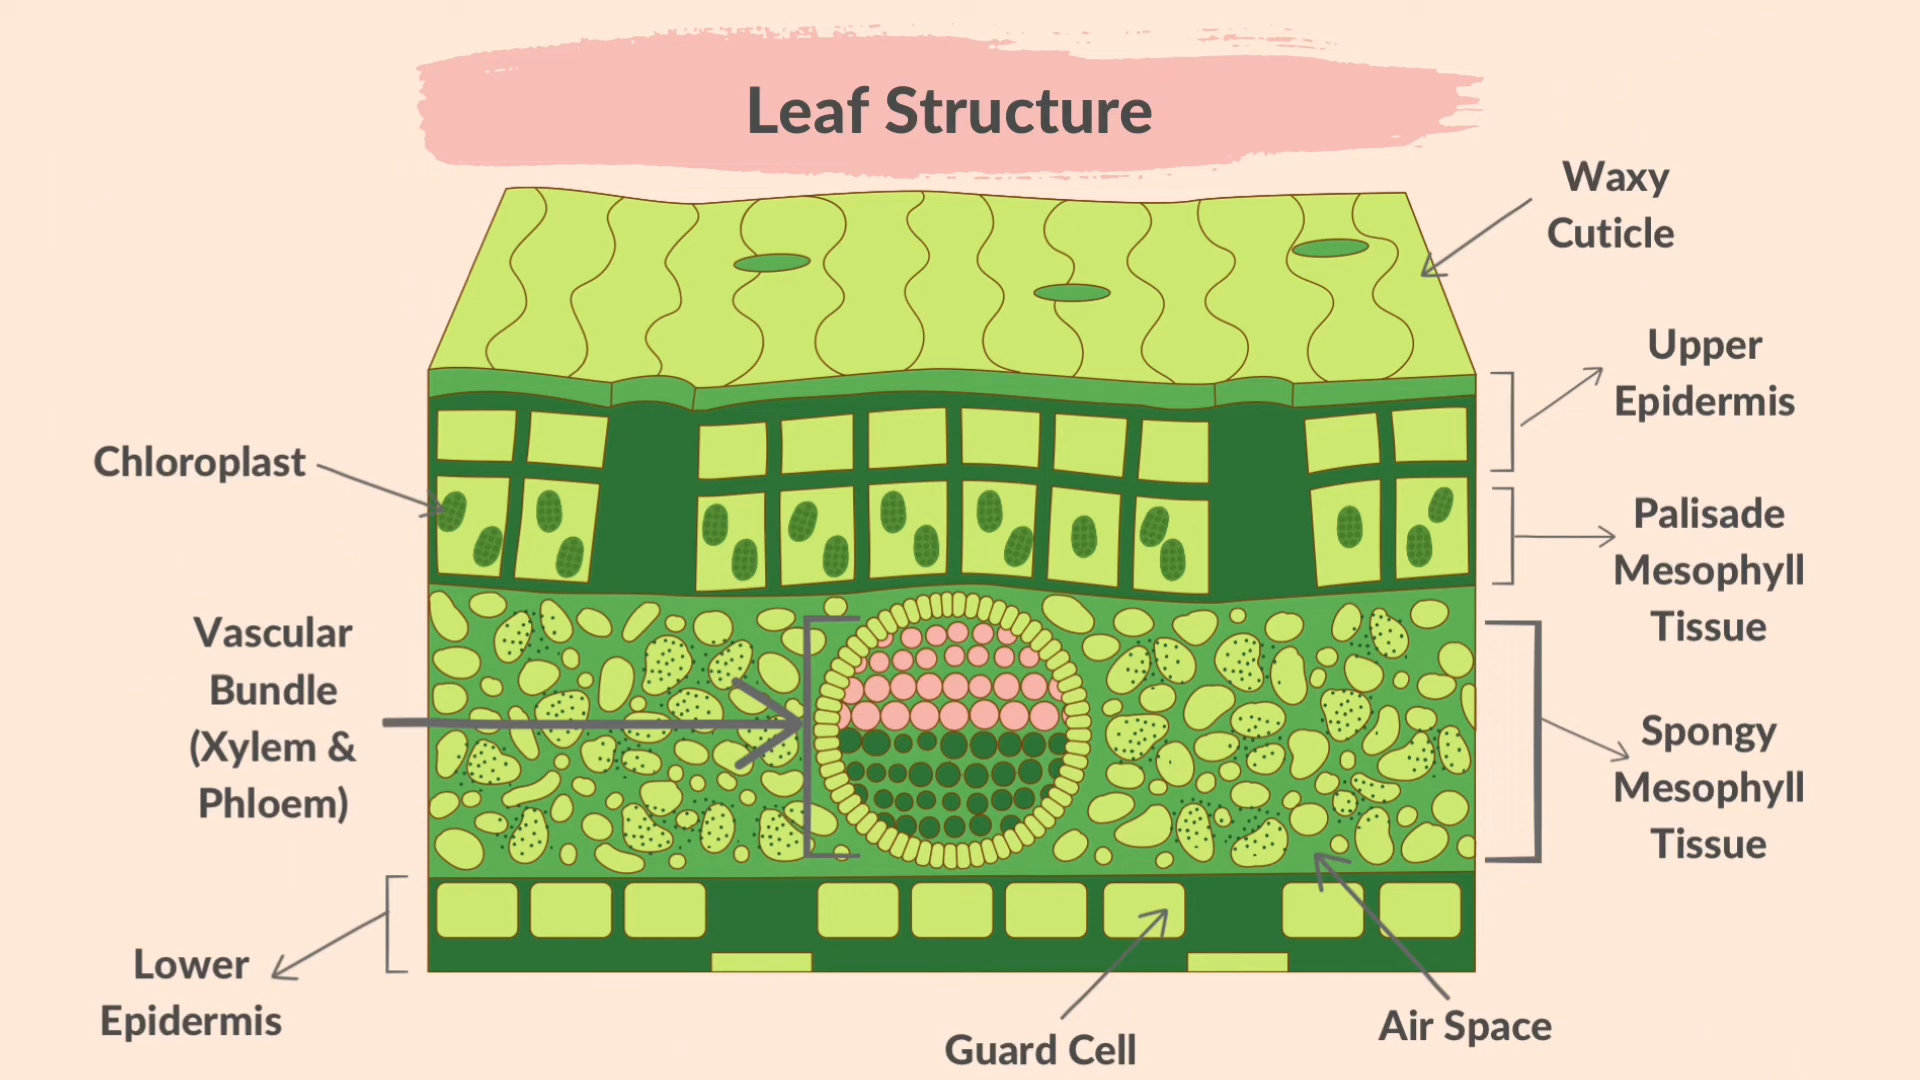 Leaf Structure
Waxy
Cuticle
Upper
Epidermis
Chloroplast
Palisade
Mesophyll
Tissue
Vascular
Bundle
(Xylem &
Phloem)
Spongy
Mesophyll
Tissue
Lower
Epidermis
Guard Cell
Air Space